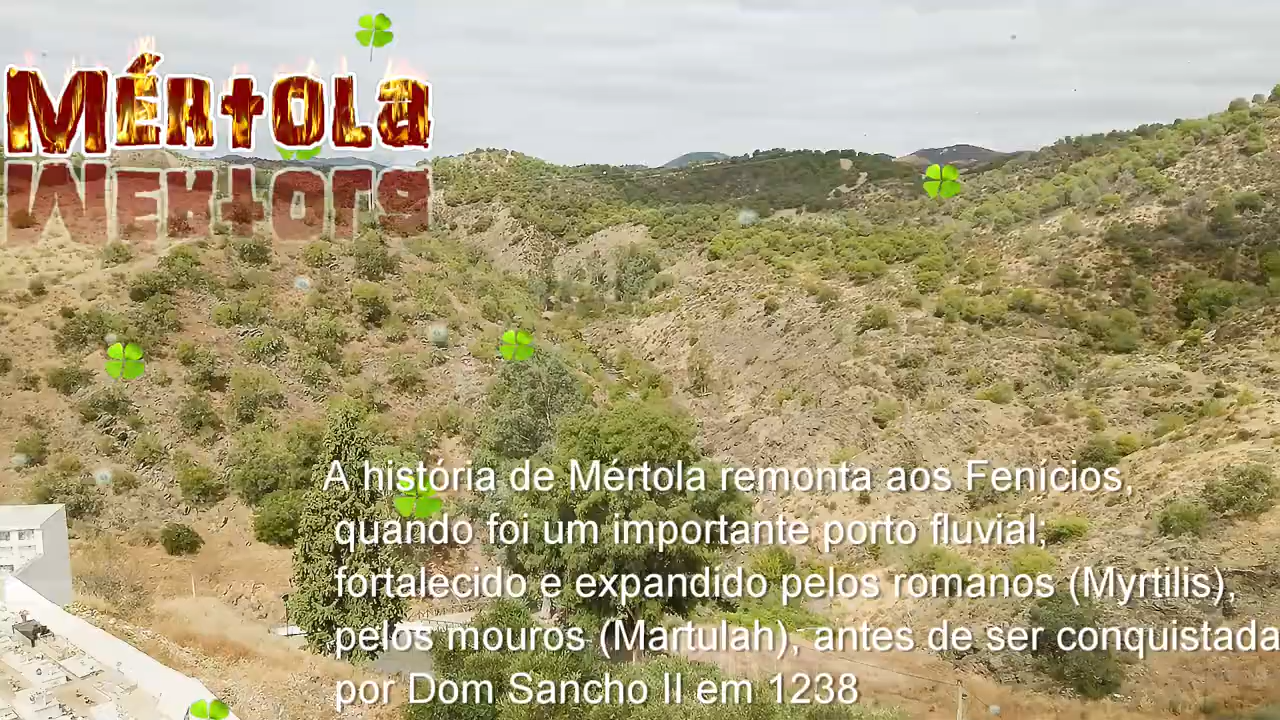 Mértola
A história de Mértola remonta aos Fenícios,
quando foi um importante porto fluvial;
fortalecido e expandido pelos romanos (Myrtilis),
pelos mouros (Martulah), antes de ser conquistada
por Dom Sancho II em 1238